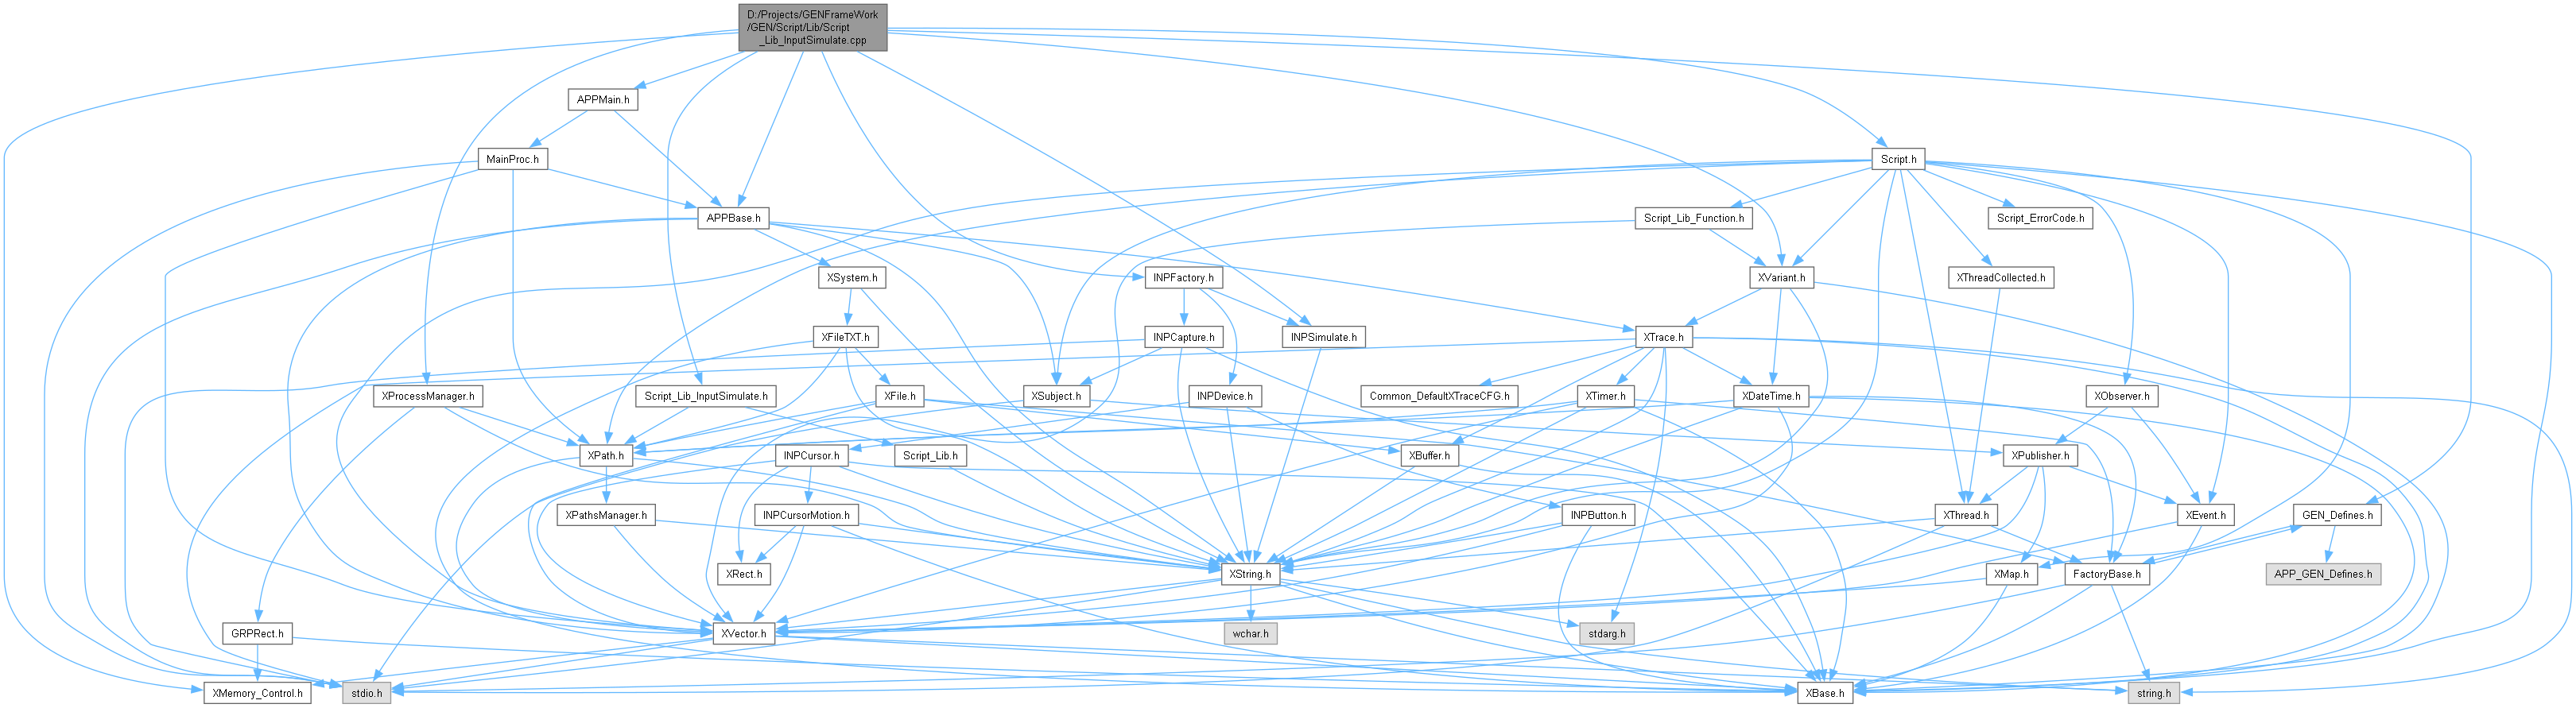 D:/Projects/GENFrameWork
/GEN/Script/Lib/Script
_Lib_InputSimulate.cpp
APPMain.h
MainProc.h
Script.h
APPBase.h
Script_Lib_Function.h
Script_ErrorCode.h
XSystem.h
INPFactory.h
XVariant.h
XThreadCollected.h
XFileTXT.h
INPCapture.h
INPSimulate.h
XTrace.h
XProcessManager.h
Script_Lib_InputSimulate.h
XFile.h
XSubject.h
INPDevice.h
Common_DefaultXTraceCFG.h
XTimer.h
XDateTime.h
XObserver.h
XPath.h
INPCursor.h
Script_Lib.h
XBuffer.h
XPublisher.h
XPathsManager.h
INPCursorMotion.h
INPButton.h
XThread.h
XEvent.h
GEN_Defines.h
XRect.h
XString.h
XMap.h
FactoryBase.h
APP_GEN_Defines.h
GRPRect.h
XVector.h
wchar.h
stdarg.h
XMemory_Control.h
stdio.h
XBase.h
string.h